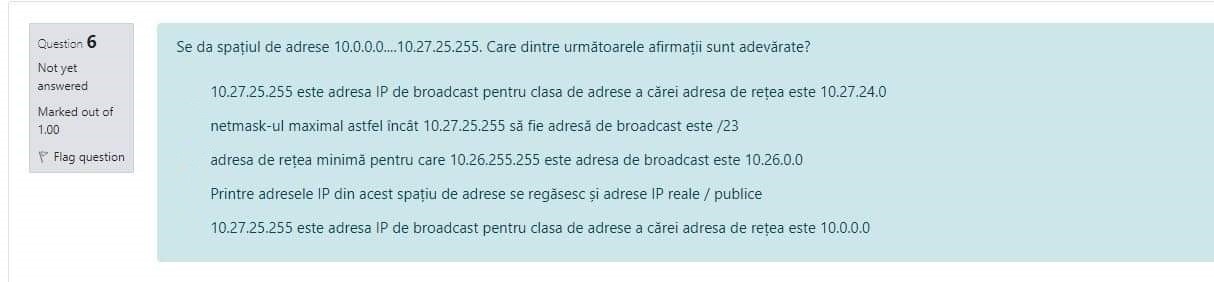 Question 6
Not yet
answered
Marked out of
1.00
Flag question
Se da spațiul de adrese 10.0.0.0....10.27.25.255. Care dintre următoarele afirmații sunt adevărate?
10.27.25.255 este adresa IP de broadcast pentru clasa de adrese a cărei adresa de rețea este 10.27.24.0
netmask-ul maximal astfel încât 10.27.25.255 să fie adresă de broadcast este /23
adresa de rețea minimă pentru care 10.26.255.255 este adresa de broadcast este 10.26.0.0
Printre adresele IP din acest spațiu de adrese se regăsesc și adrese IP reale / publice
10.27.25.255 este adresa IP de broadcast pentru clasa de adrese a cărei adresa de rețea este 10.0.0.0